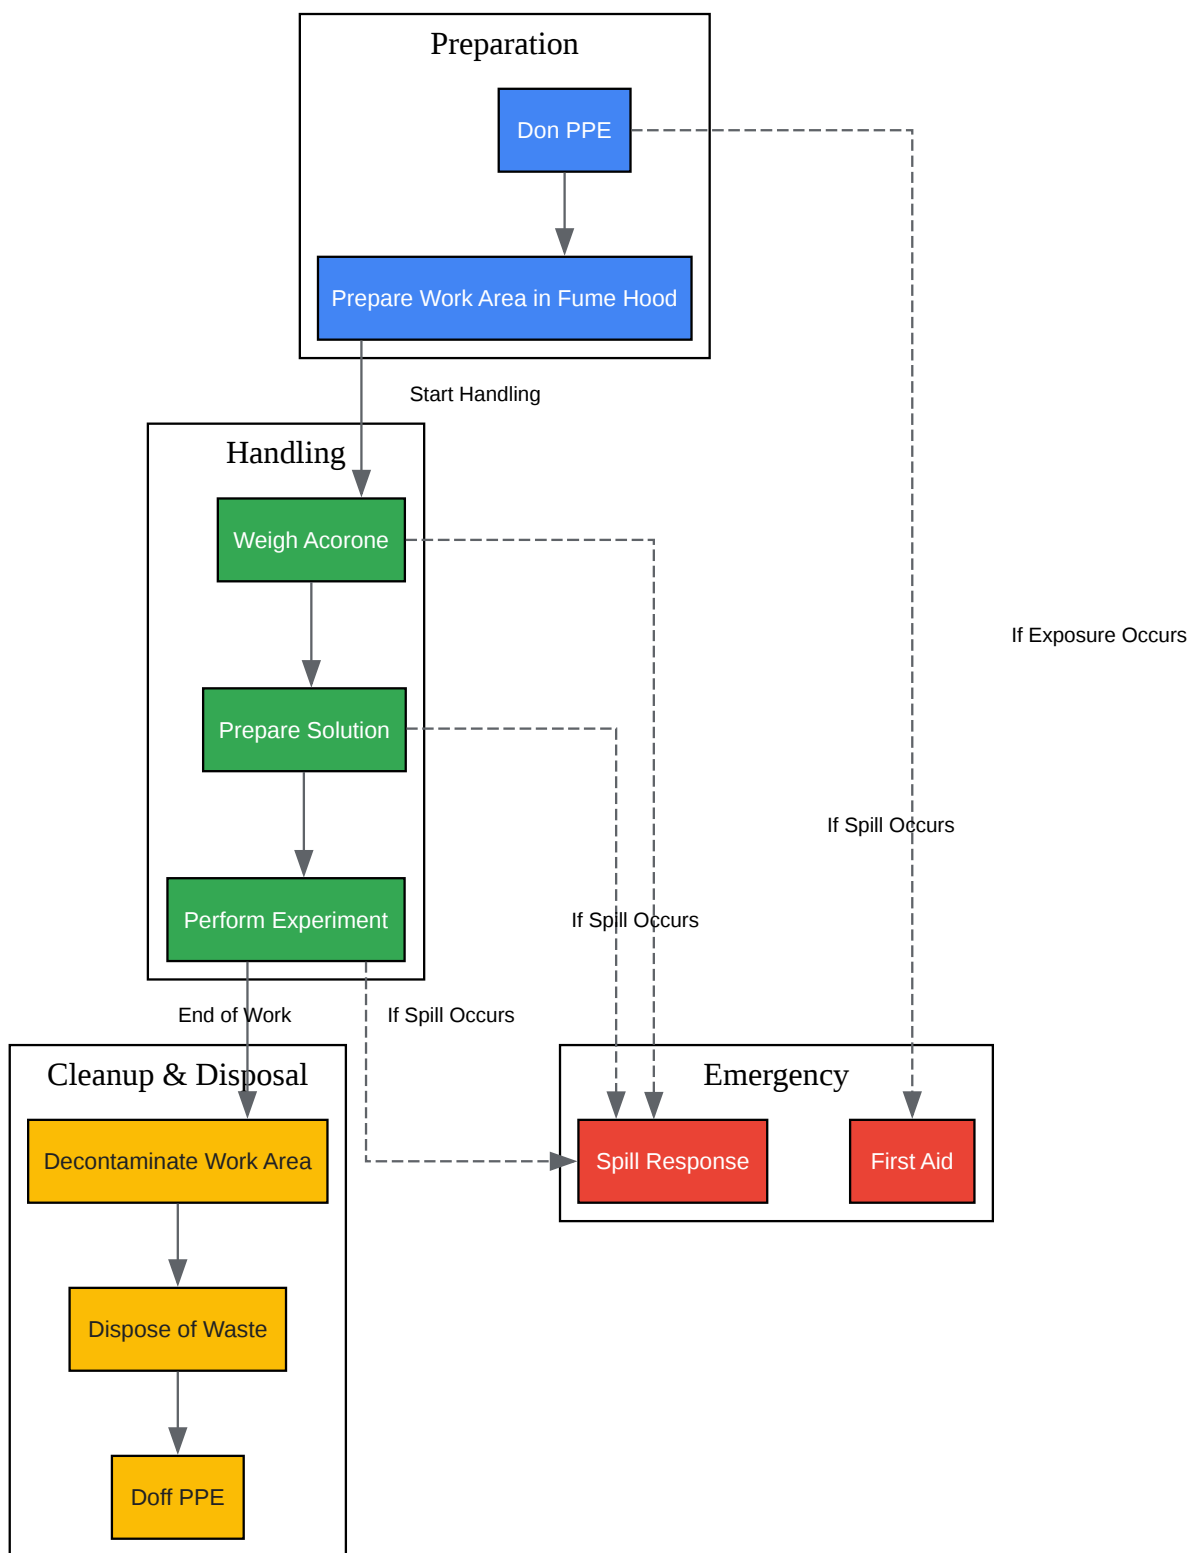 Preparation
Don PPE
Prepare Work Area in Fume Hood
Start Handling
Handling
Weigh Acorone
If Exposure Occurs
Prepare Solution
If Spill Occurs
Perform Experiment
If Spill Occurs
End of Work
If Spill Occurs
Cleanup & Disposal
Emergency
Decontaminate Work Area
Spill Response
First Aid
Dispose of Waste
Doff PPE